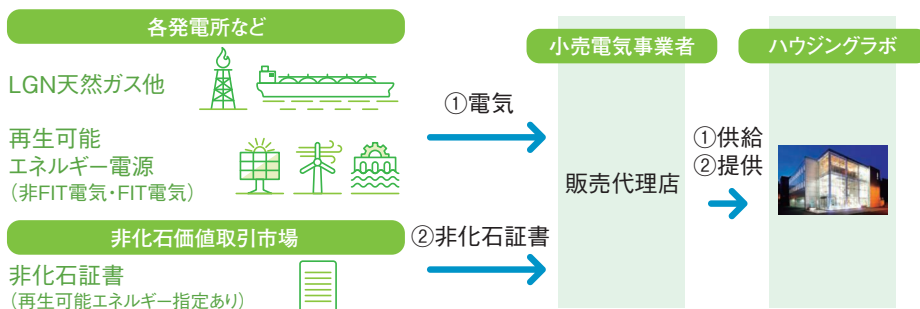 各発電所など
LGN天然ガス他
再生可能
エネルギー電源
（非FIT電気・FIT電気）
非化石価値取引市場
非化石証書
（再生可能エネルギー指定あり）
①電気
②非化石証書
小売電気事業者
販売代理店
①供給
②提供
ハウジングラボ